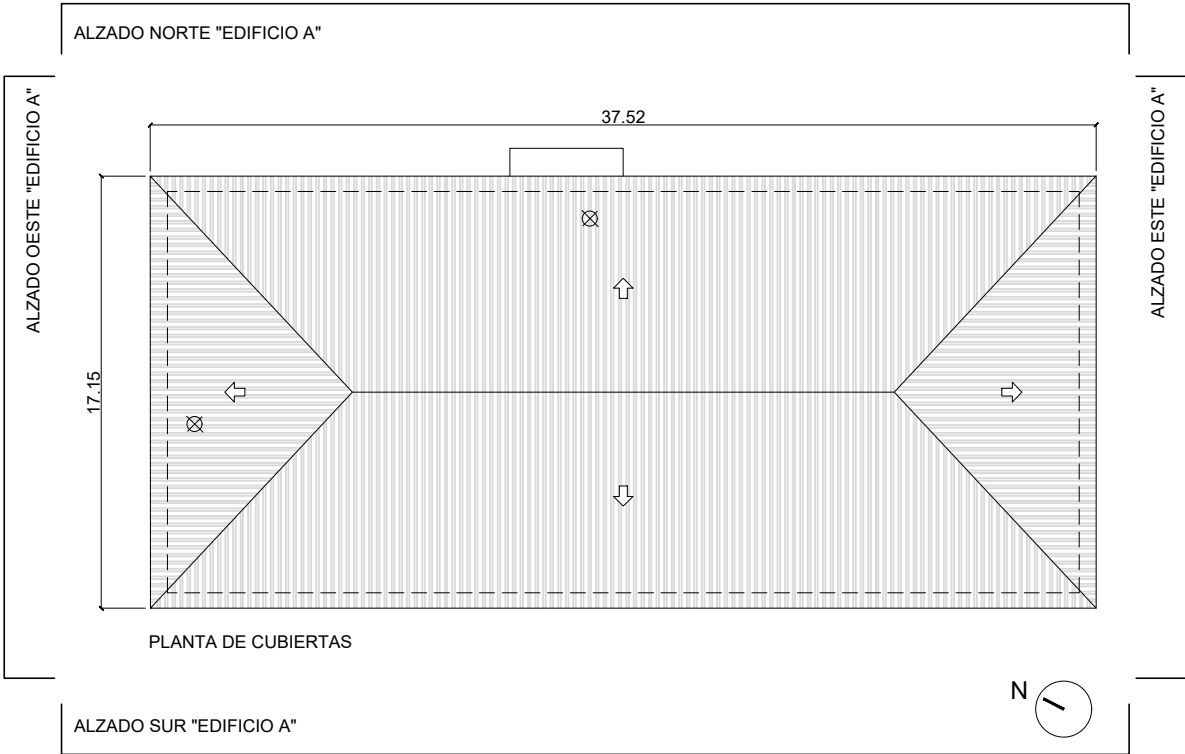 ALZADO NORTE "EDIFICIO A"
ALZADO OESTE "EDIFICIO A"
ALZADO ESTE "EDIFICIO A"
37.52
17.15
PLANTA DE CUBIERTAS
N
ALZADO SUR "EDIFICIO A"